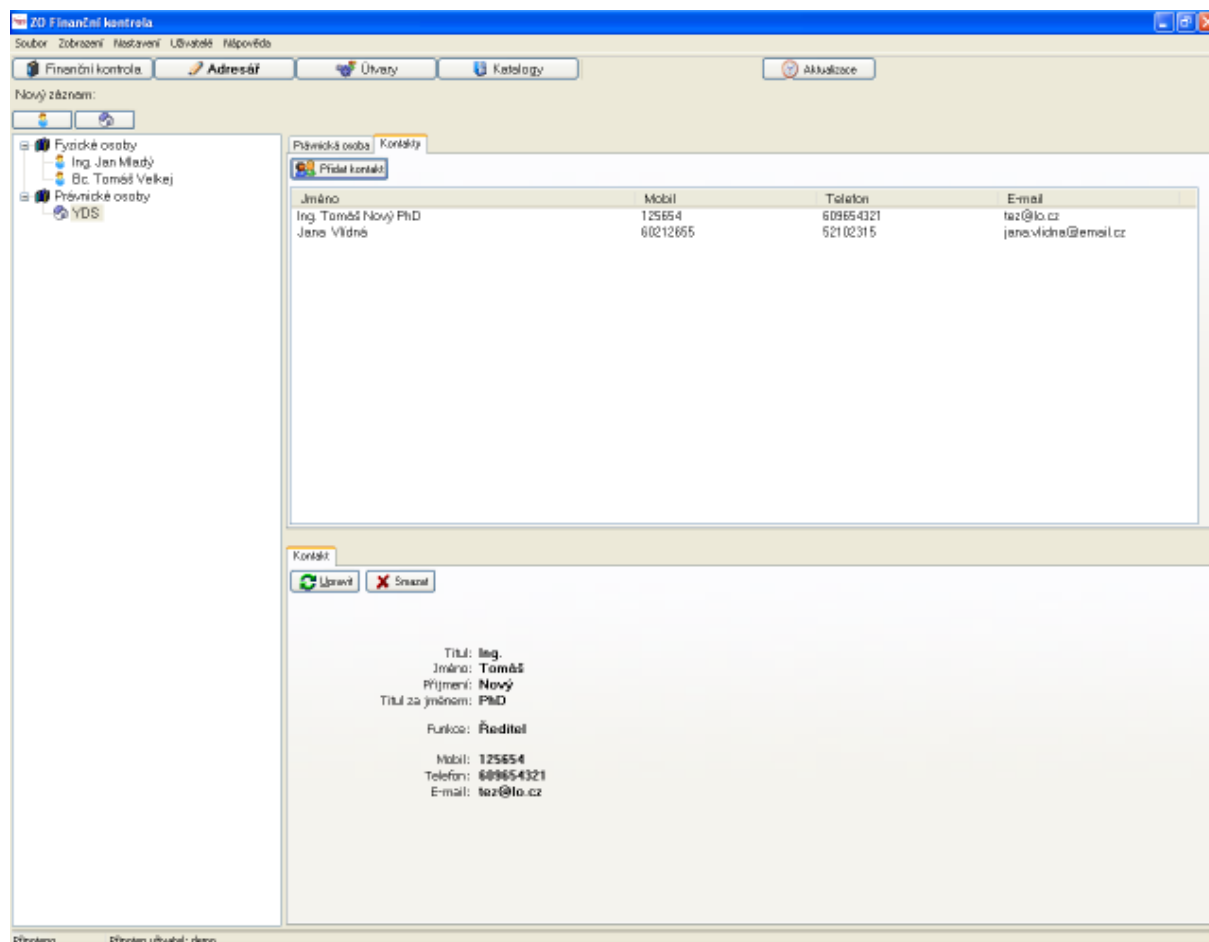 ZO Finanční kontrola
Soubor Zobrazení Nastavení Uživatelé Nápověda
Finanční kontrola Adresář Útvary Katalogy Aktualizace
Nový záznam:
Fyzické osoby
Ing. Jan Mladý
Bc. Tomáš Velkej
Právnické osoby
YDS
Právnická osoba Kontakty
Přidat kontakt
Jméno Mobil Telefon E-mail
Ing. Tomáš Nový PhD 125654 609654321 tez@lo.cz
Jana Vlídná 60212655 52102315 jana.vlidna@email.cz
Kontakt
Upravit Smazat
Titul: Ing.
Jméno: Tomáš
Příjmení: Nový
Titul za jménem: PhD
Funkce: Ředitel
Mobil: 125654
Telefon: 609654321
E-mail: tez@lo.cz
Připojeno Připojen uživatel: demo